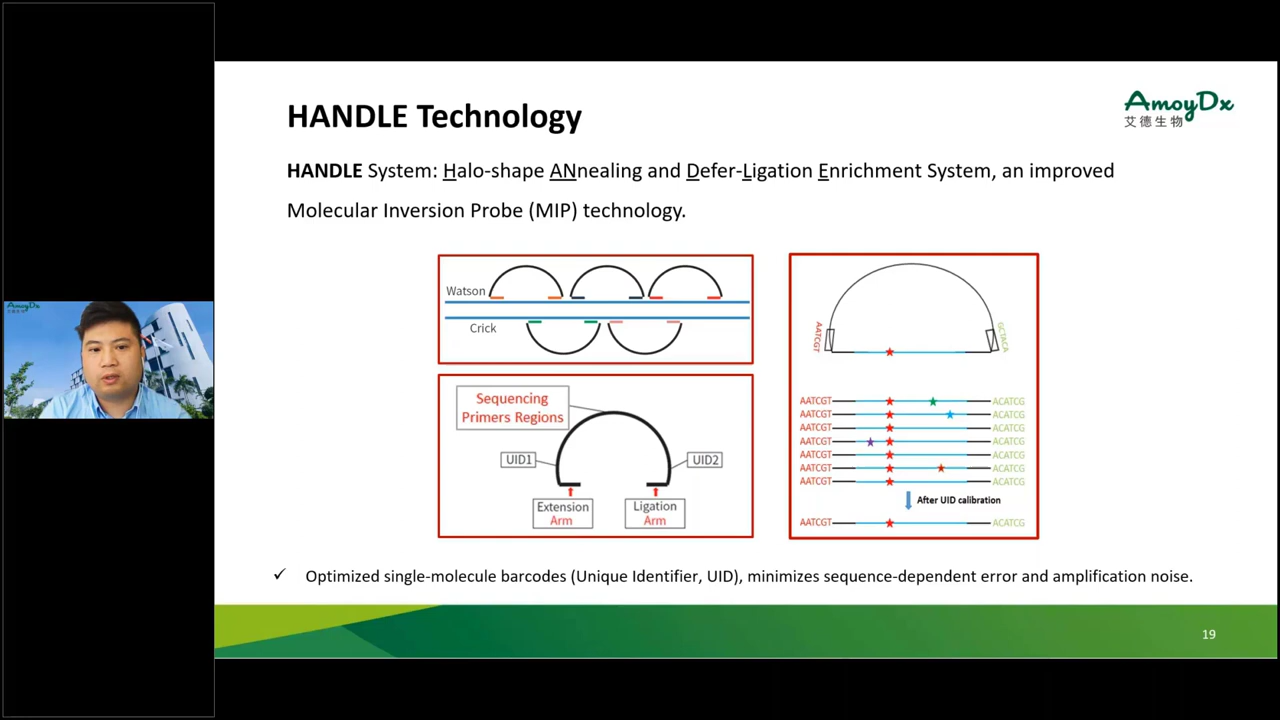 HANDLE Technology
AmoyDx
艾德生物
HANDLE System: Halo-shape ANnealing and Defer-Ligation Enrichment System, an improved
Molecular Inversion Probe (MIP) technology.
Watson
Crick
Sequencing
Primers Regions
UID1
UID2
Extension
Arm
Ligation
Arm
AATCGT
GCTACA
AATCGT ACATCG
AATCGT ACATCG
AATCGT ACATCG
AATCGT ACATCG
AATCGT ACATCG
AATCGT ACATCG
AATCGT ACATCG
After UID calibration
AATCGT ACATCG
✓ Optimized single-molecule barcodes (Unique Identifier, UID), minimizes sequence-dependent error and amplification noise.
19
AmoyDx